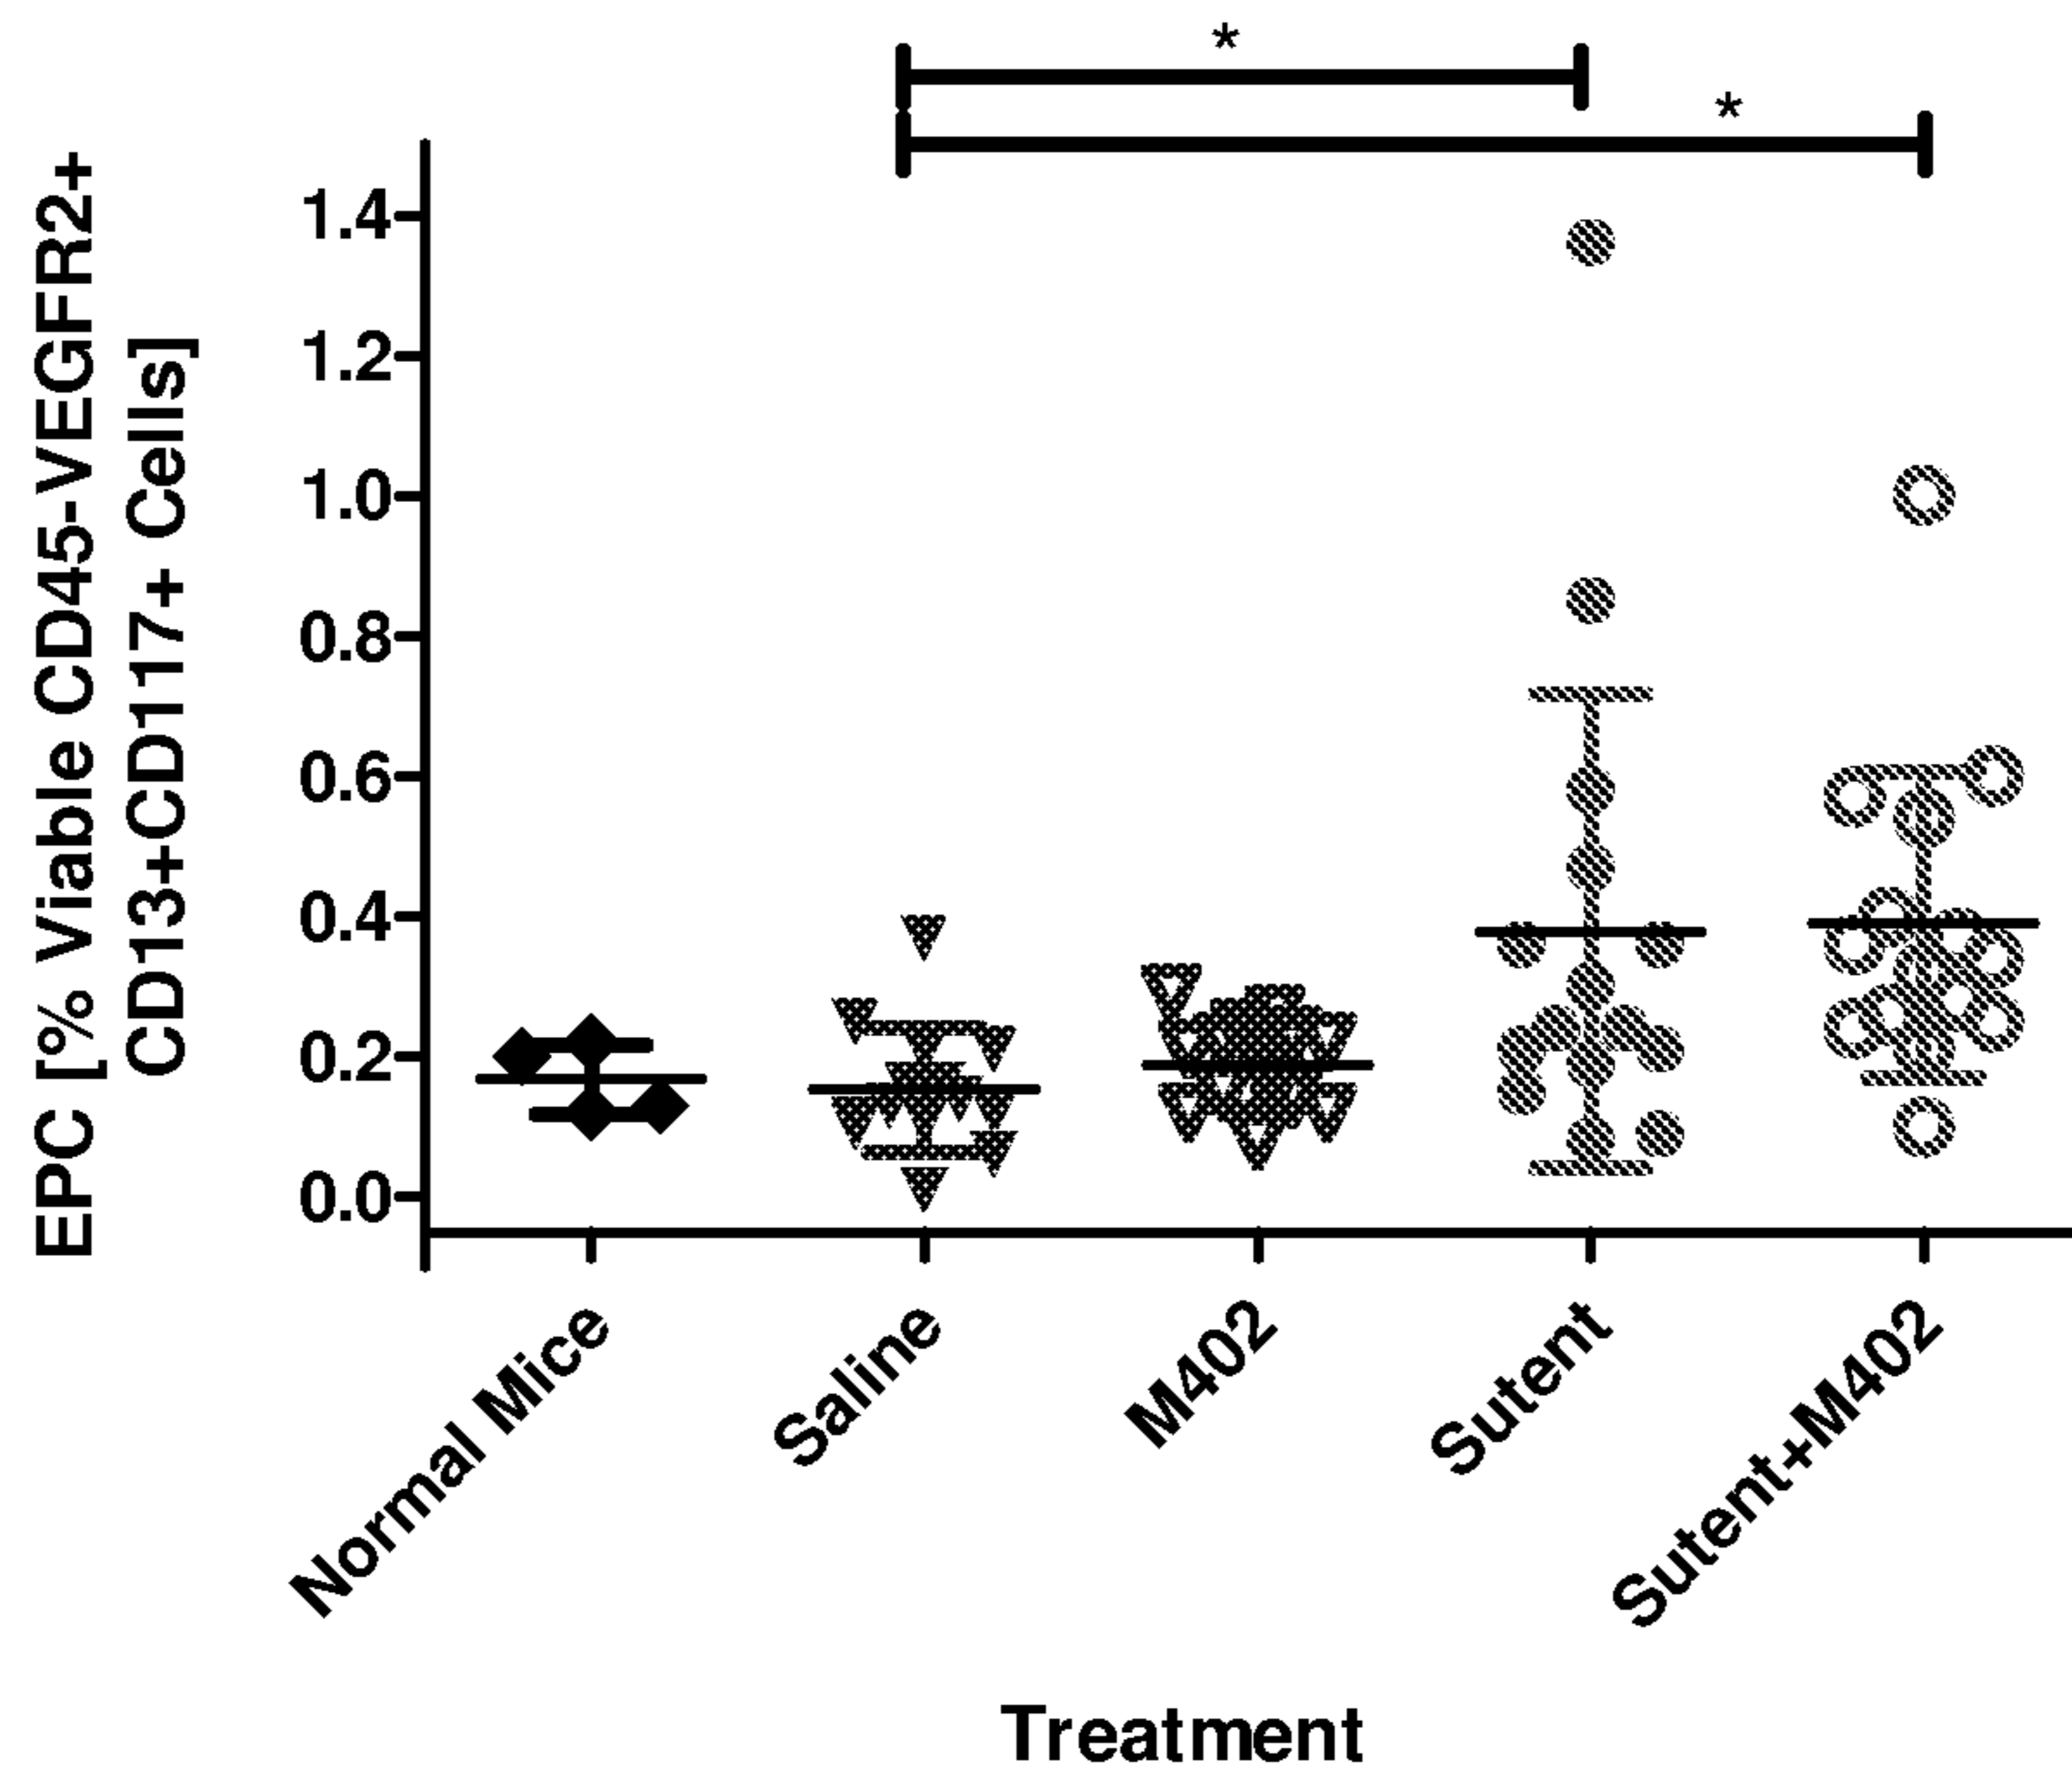 *
*
EPC [% Viable CD45-VEGFR2+
CD13+CD117+ Cells]
1.4
1.2
1.0
0.8
0.6
0.4
0.2
0.0
Normal Mice
Saline
M402
Sutent
Sutent+M402
Treatment